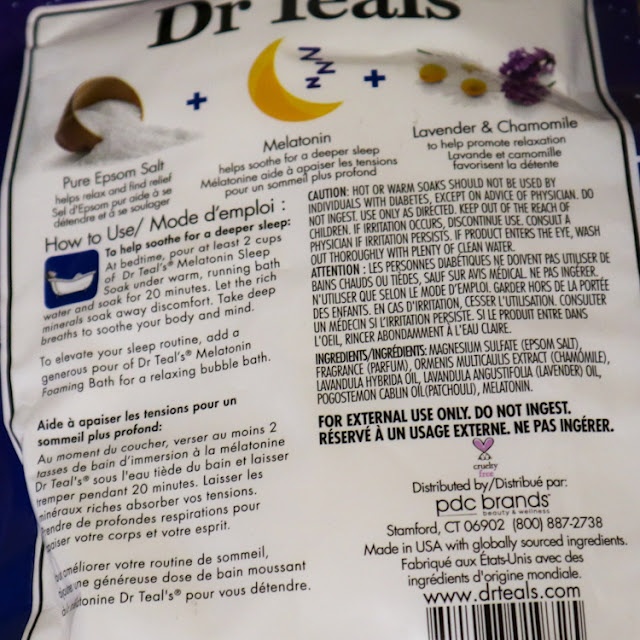 Dr Teals
+ +
zzz
Pure Epsom Salt
helps relax and find relief
Sel d'Epsom pur aide à se
détendre et à se soulager
Melatonin
helps soothe for a deeper sleep
Mélatonine aide à apaiser les tensions
pour un sommeil plus profond
Lavender & Chamomile
to help promote relaxation
Lavande et camomille
favorisent la détente
How to Use/ Mode d'emploi :
To help soothe for a deeper sleep:
At bedtime, pour at least 2 cups
of Dr Teal's® Melatonin Sleep
Soak under warm, running bath
water and soak for 20 minutes. Let the rich
minerals soak away discomfort. Take deep
breaths to soothe your body and mind.
To elevate your sleep routine, add a
generous pour of Dr Teal's® Melatonin
Foaming Bath for a relaxing bubble bath.
Aide à apaiser les tensions pour un
sommeil plus profond:
Au moment du coucher, verser au moins 2
tasses de bain d'immersion à la mélatonine
Dr Teal's® sous l'eau tiède du bain et laisser
tremper pendant 20 minutes. Laisser les
minéraux riches absorber vos tensions.
Prendre de profondes respirations pour
apaiser votre corps et votre esprit.
améliorer votre routine de sommeil,
une généreuse dose de bain moussant
Dr Teal's® pour vous détendre.
CAUTION: HOT OR WARM SOAKS SHOULD NOT BE USED BY
INDIVIDUALS WITH DIABETES, EXCEPT ON ADVICE OF PHYSICIAN. DO
NOT INGEST. USE ONLY AS DIRECTED. KEEP OUT OF THE REACH OF
CHILDREN. IF IRRITATION OCCURS, DISCONTINUE USE. CONSULT A
PHYSICIAN IF IRRITATION PERSISTS. IF PRODUCT ENTERS THE EYE, WASH
OUT THOROUGHLY WITH PLENTY OF CLEAN WATER.
ATTENTION : LES PERSONNES DIABÉTIQUES NE DOIVENT PAS UTILISER DE
BAINS CHAUDS OU TIÈDES, SAUF SUR AVIS MÉDICAL. NE PAS INGÉRER.
N'UTILISER QUE SELON LE MODE D'EMPLOI. GARDER HORS DE LA PORTÉE
DES ENFANTS. EN CAS D'IRRITATION, CESSER L'UTILISATION. CONSULTER
UN MÉDECIN SI L'IRRITATION PERSISTE. SI LE PRODUIT ENTRE DANS
L'OEIL, RINCER ABONDAMMENT À L'EAU CLAIRE.
INGREDIENTS/INGRÉDIENTS: MAGNESIUM SULFATE (EPSOM SALT),
FRAGRANCE (PARFUM), ORMENIS MULTICAULIS EXTRACT (CHAMOMILE),
LAVANDULA HYBRIDA OIL, LAVANDULA ANGUSTIFOLIA (LAVENDER) OIL,
POGOSTEMON CABLIN OIL (PATCHOULI), MELATONIN.
FOR EXTERNAL USE ONLY. DO NOT INGEST.
RÉSERVÉ À UN USAGE EXTERNE. NE PAS INGÉRER.
cruelty
free
Distributed by/Distribué par:
pdc brands
beauty & wellness
Stamford, CT 06902 (800) 887-2738
Made in USA with globally sourced ingredients.
Fabriqué aux États-Unis avec des
ingrédients d'origine mondiale.
www.drteals.com